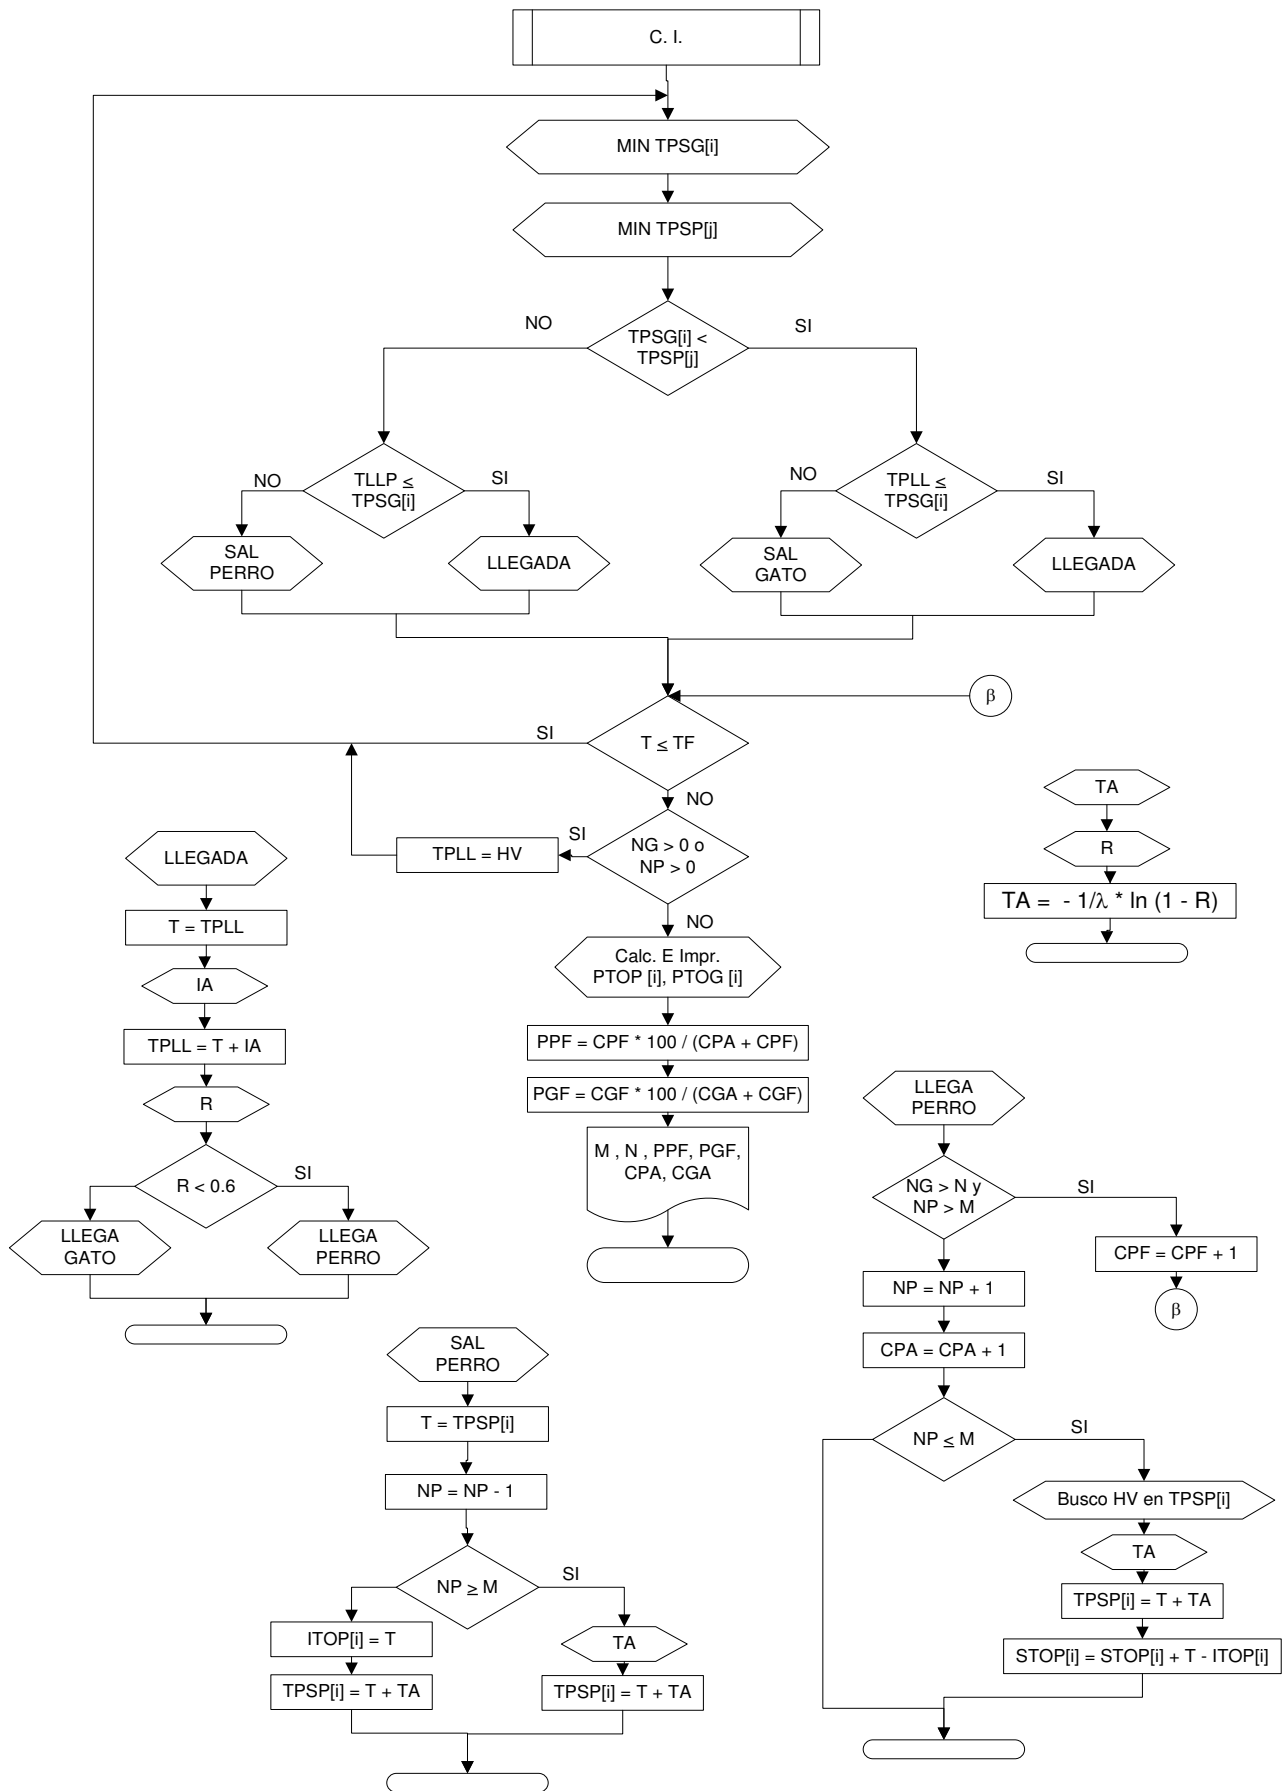 C. I.
MIN TPSG[i]
MIN TPSP[j]
NO
TPSG[i] <
TPSP[j]
SI
NO
TLLP ≤
TPSG[i]
SI
NO
TPLL ≤
TPSG[i]
SI
SAL
PERRO
LLEGADA
SAL
GATO
LLEGADA
β
SI
T ≤ TF
NO
TPLL = HV
SI
NG > 0 o
NP > 0
NO
Calc. E Impr.
PTOP [i], PTOG [i]
PPF = CPF * 100 / (CPA + CPF)
PGF = CGF * 100 / (CGA + CGF)
M , N , PPF, PGF,
CPA, CGA
TA
R
TA = - 1/λ * ln (1 - R)
LLEGADA
T = TPLL
IA
TPLL = T + IA
R
R < 0.6
SI
LLEGA
GATO
LLEGA
PERRO
LLEGA
PERRO
NG > N y
NP > M
SI
CPF = CPF + 1
β
NP = NP + 1
CPA = CPA + 1
NP ≤ M
SI
Busco HV en TPSP[i]
TA
TPSP[i] = T + TA
STOP[i] = STOP[i] + T - ITOP[i]
SAL
PERRO
T = TPSP[i]
NP = NP - 1
NP ≥ M
SI
ITOP[i] = T
TPSP[i] = T + TA
TA
TPSP[i] = T + TA